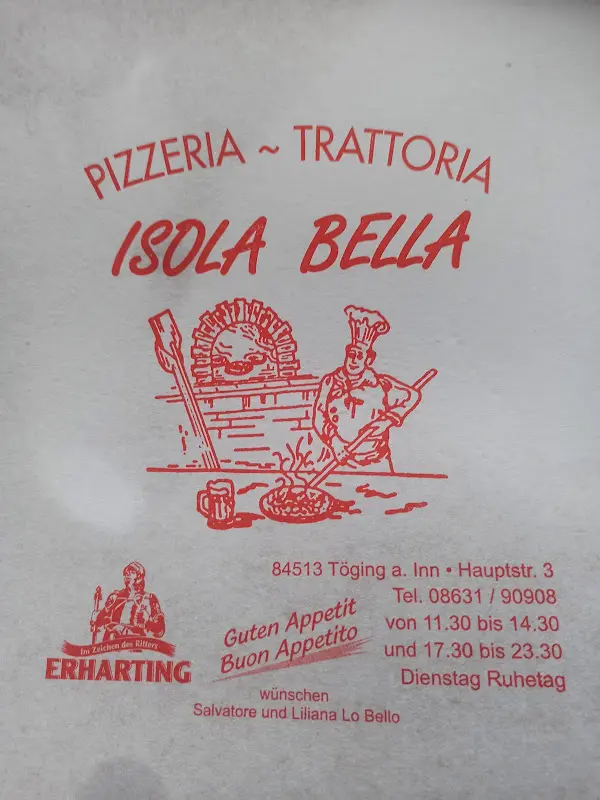 PIZZERIA ~ TRATTORIA
ISOLA BELLA
84513 Töging a. Inn • Hauptstr. 3
Tel. 08631 / 90908
von 11.30 bis 14.30
und 17.30 bis 23.30
Dienstag Ruhetag
Im Zeichen des Ritters
ERHARTING
Guten Appetit
Buon Appetito
wünschen
Salvatore und Liliana Lo Bello